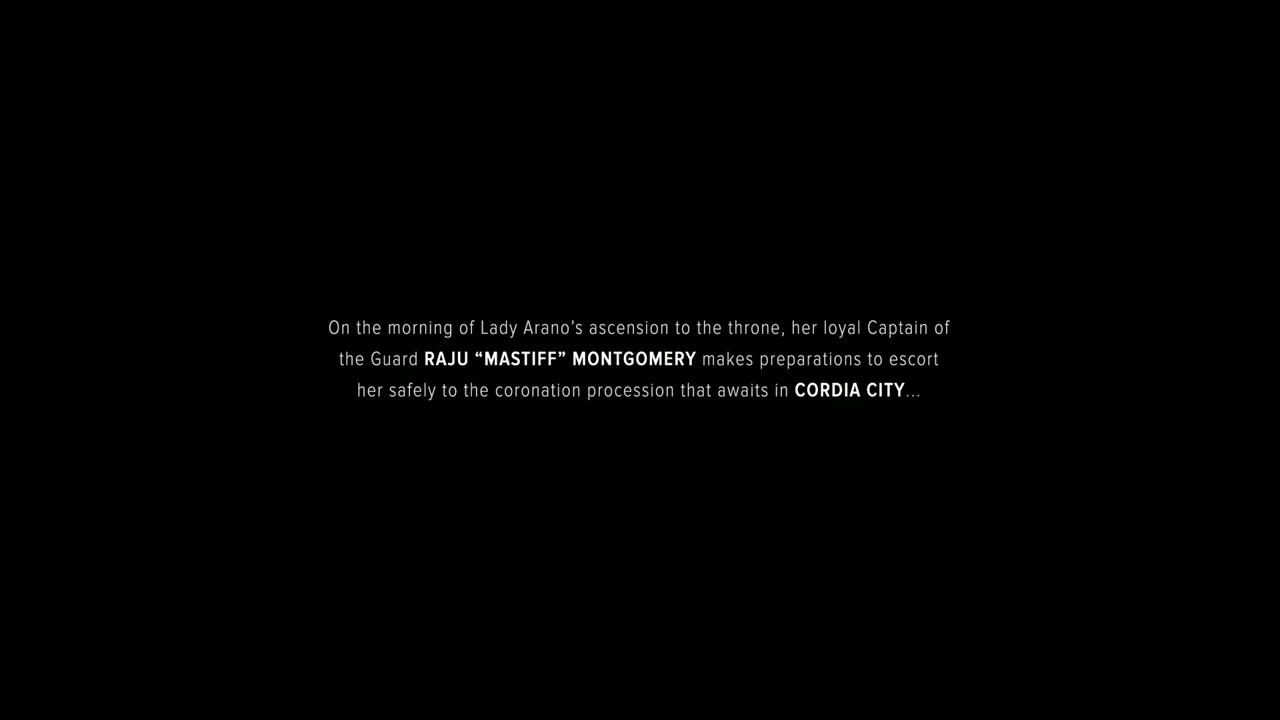 On the morning of Lady Arano’s ascension to the throne, her loyal Captain of
the Guard RAJU “MASTIFF” MONTGOMERY makes preparations to escort
her safely to the coronation procession that awaits in CORDIA CITY...